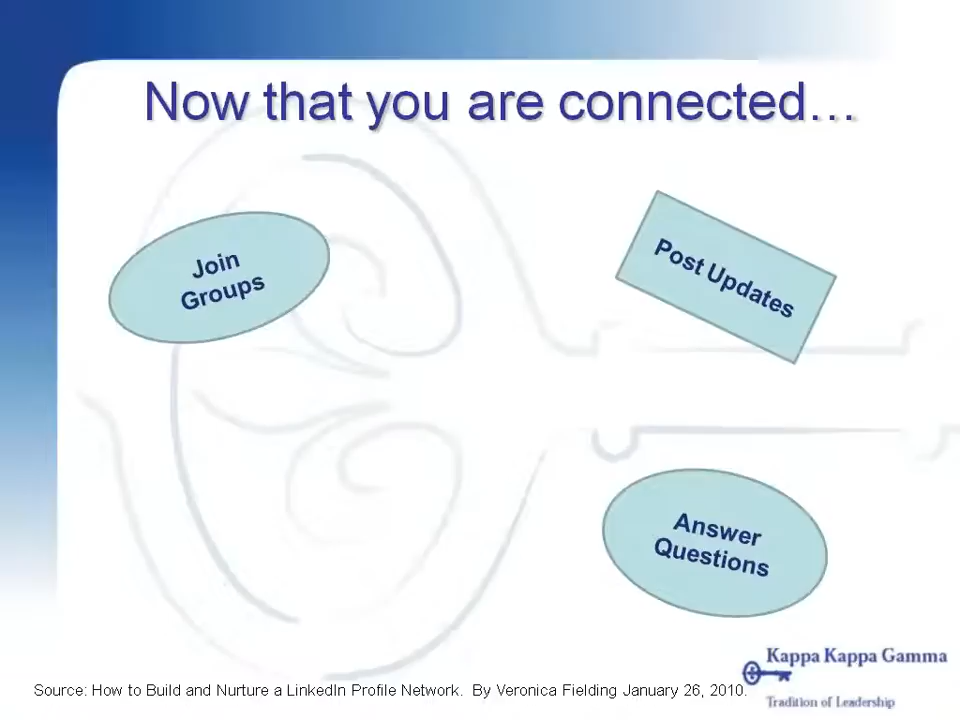 Now that you are connected...
Join
Groups
Post Updates
Answer
Questions
Kappa Kappa Gamma
Tradition of Leadership
Source: How to Build and Nurture a LinkedIn Profile Network.  By Veronica Fielding January 26, 2010.